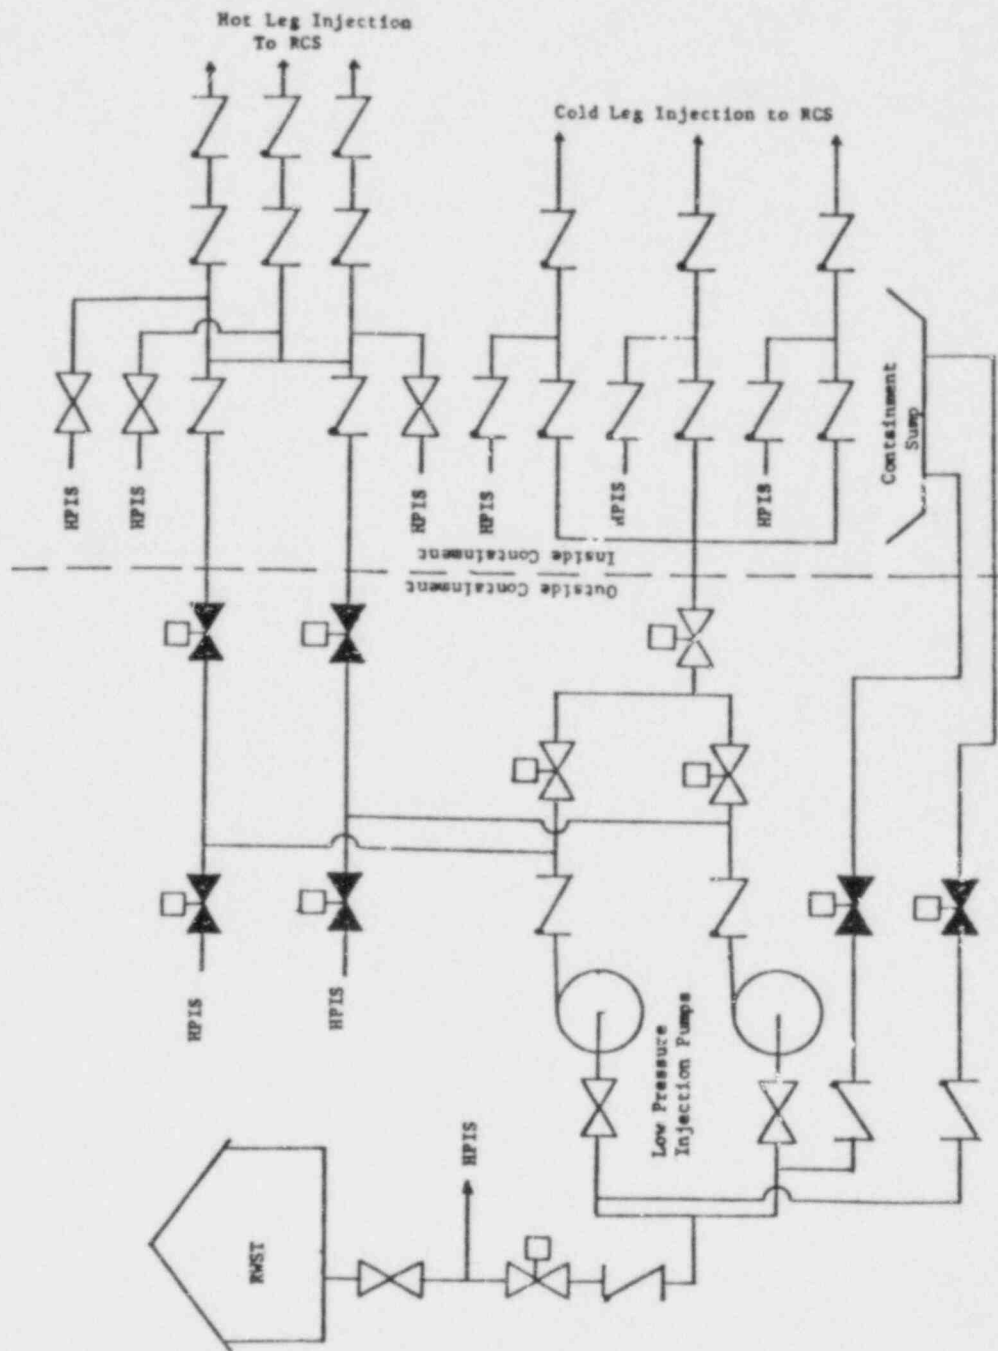 Hot Leg Injection
To RCS
Cold Leg Injection to RCS
HPIS
HPIS
HPIS
HPIS
HPIS
HPIS
Containment
Sump
Inside Containment
Outside Containment
HPIS
HPIS
Low Pressure
Injection Pumps
HPIS
RWST